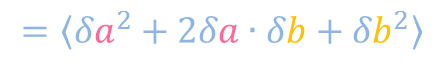 = ⟨δa² + 2δa · δb + δb²⟩